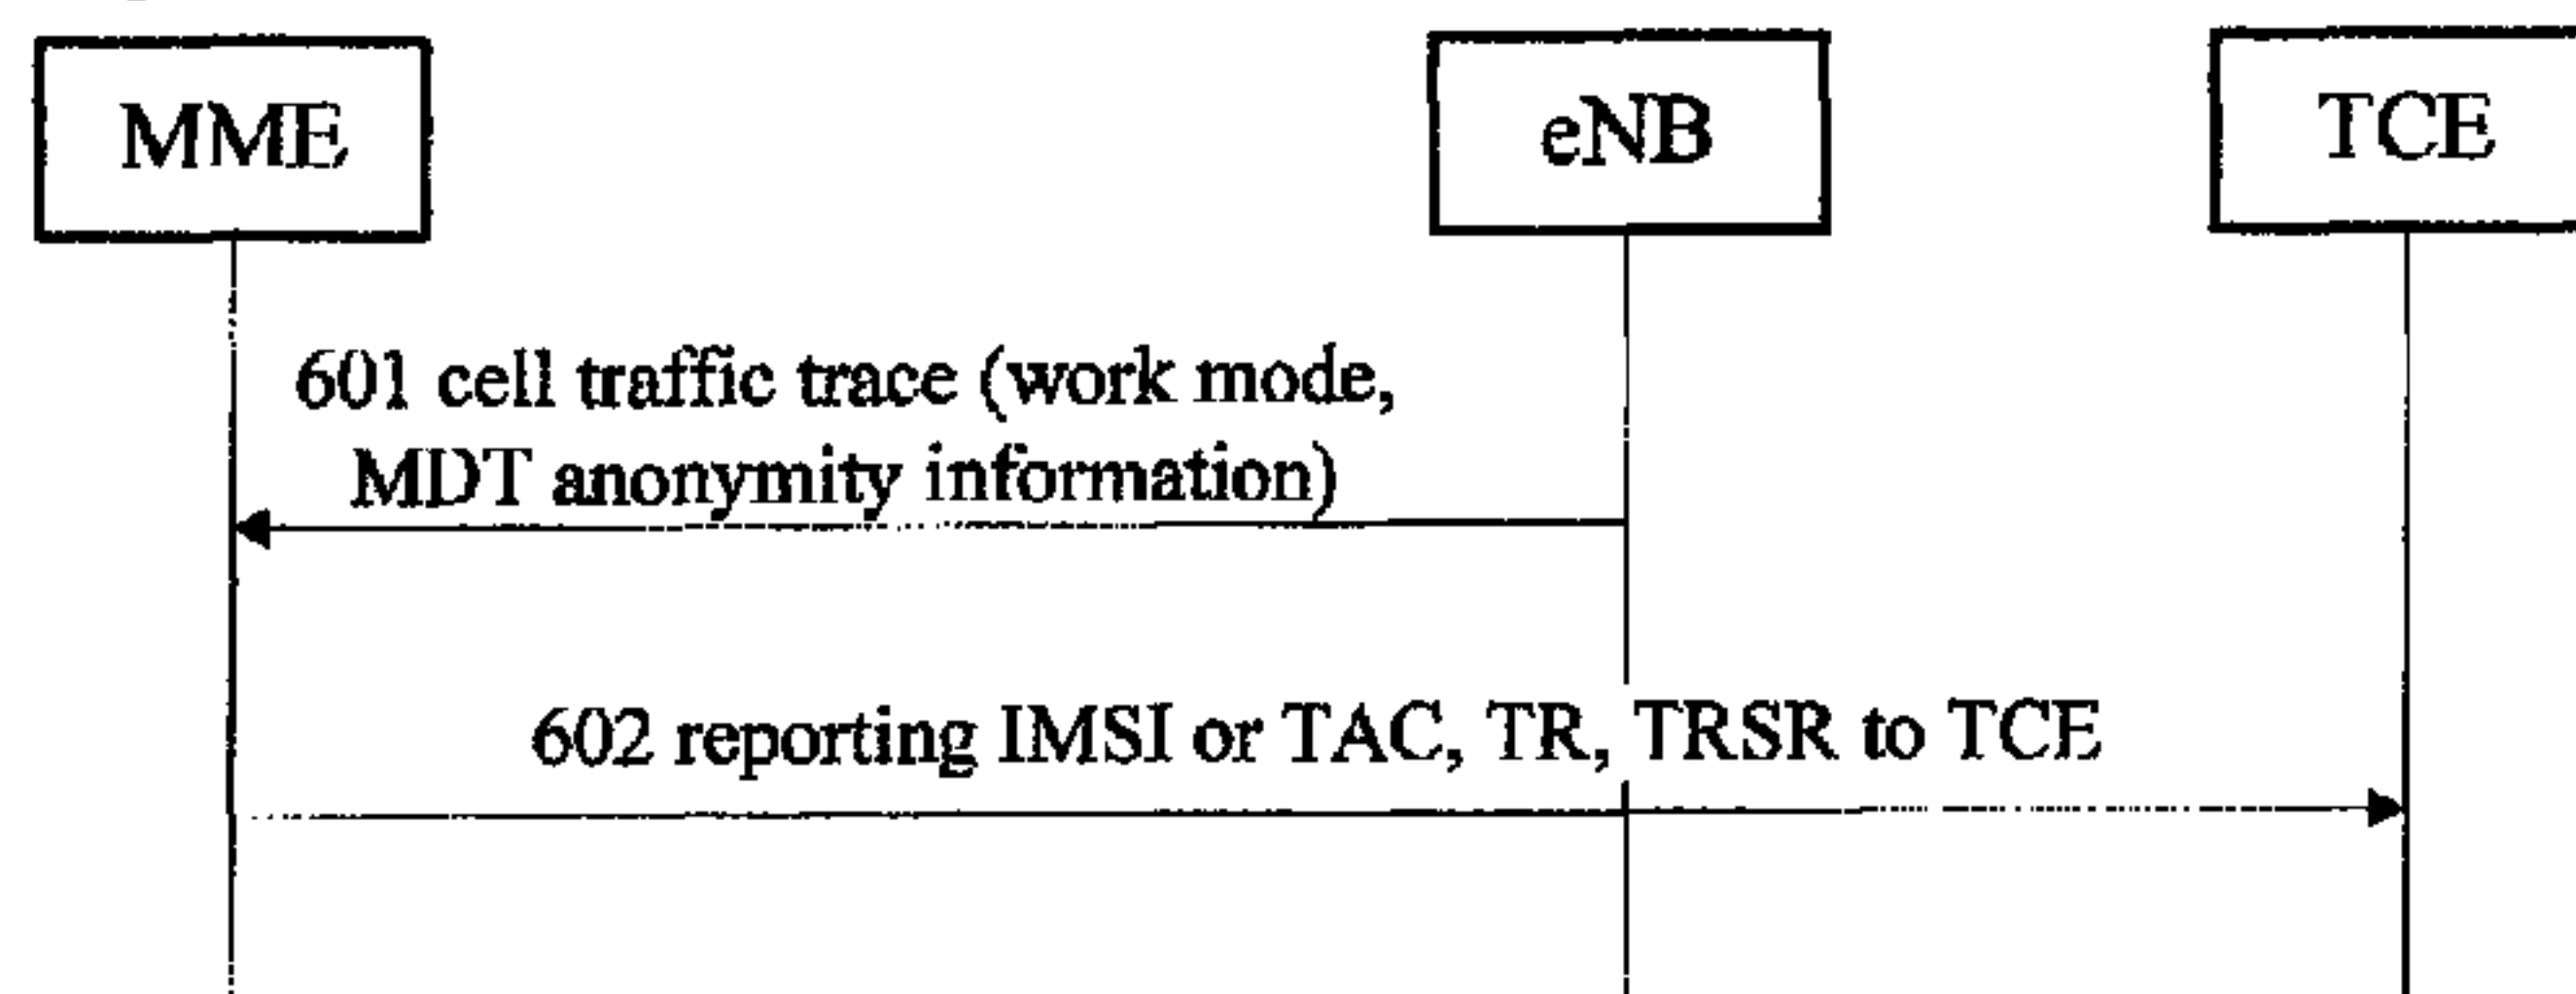 MME
eNB
TCE
601 cell traffic trace (work mode,
MDT anonymity information)
602 reporting IMSI or TAC, TR, TRSR to TCE